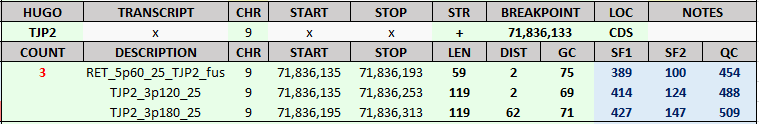 HUGO TRANSCRIPT CHR START STOP STR BREAKPOINT LOC NOTES
TJP2 x 9 x x + 71,836,133 CDS
COUNT DESCRIPTION CHR START STOP LEN DIST GC SF1 SF2 QC
3 RET_5p60_25_TJP2_fus 9 71,836,135 71,836,193 59 2 75 389 100 454
TJP2_3p120_25 9 71,836,135 71,836,253 119 2 69 414 124 488
TJP2_3p180_25 9 71,836,195 71,836,313 119 62 71 427 147 509